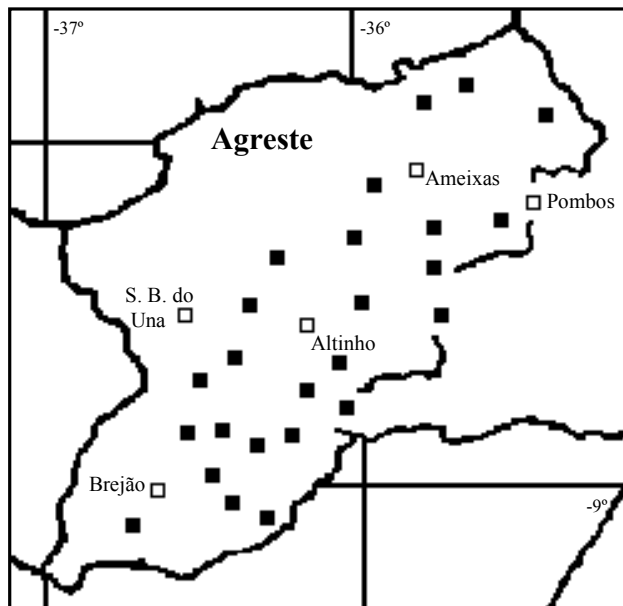 -37º
-36º
Agreste
Ameixas
Pombos
S. B. do
Una
Altinho
Brejão
-9º